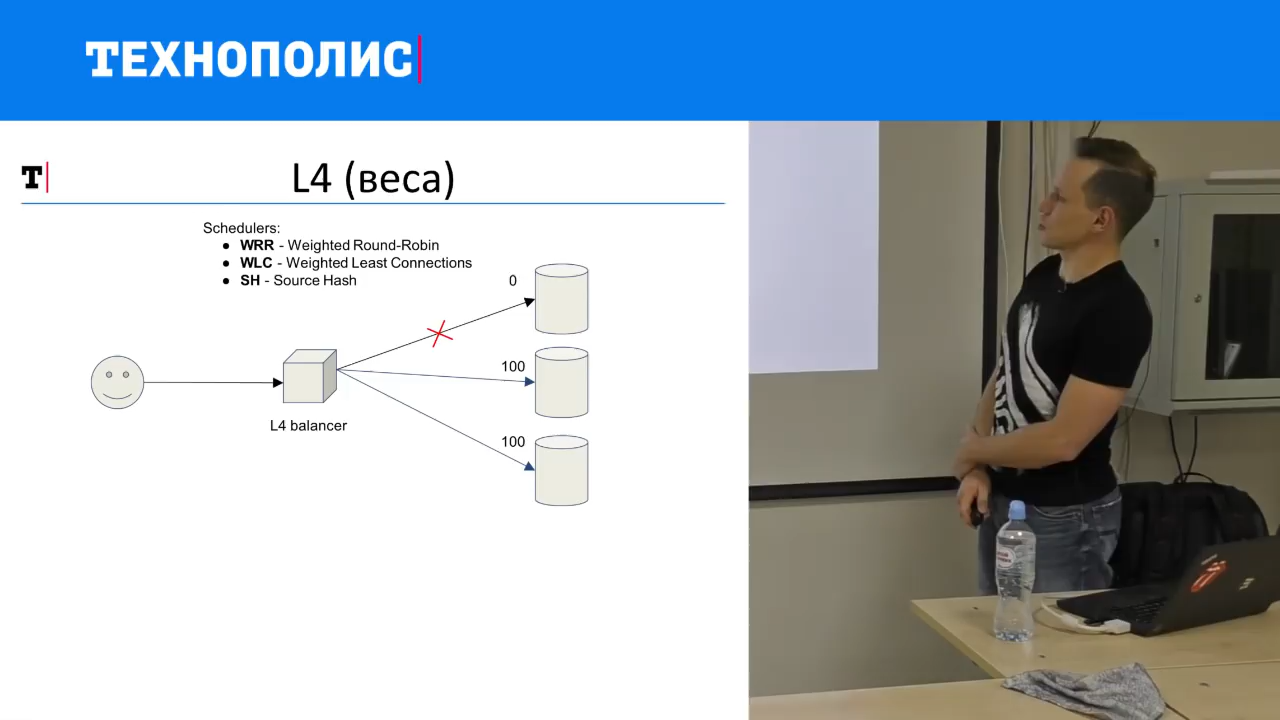 ТЕХНОПОЛИС
T
L4 (веса)
Schedulers:
● WRR - Weighted Round-Robin
● WLC - Weighted Least Connections
● SH - Source Hash
0
100
L4 balancer
100